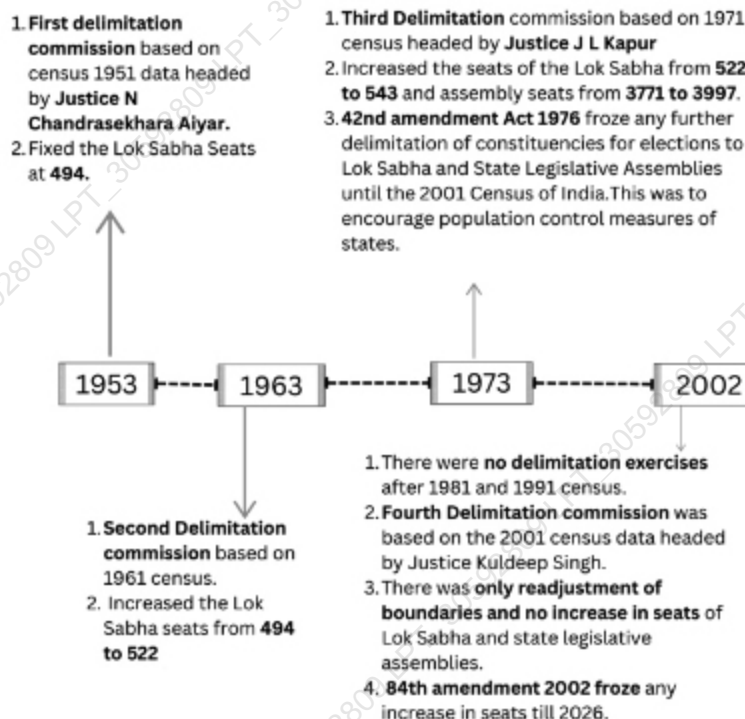 1. First delimitation
commission based on
census 1951 data headed
by Justice N
Chandrasekhara Aiyar.
2. Fixed the Lok Sabha Seats
at 494.
1. Third Delimitation commission based on 1971
census headed by Justice J L Kapur
2. Increased the seats of the Lok Sabha from 522
to 543 and assembly seats from 3771 to 3997.
3. 42nd amendment Act 1976 froze any further
delimitation of constituencies for elections to
Lok Sabha and State Legislative Assemblies
until the 2001 Census of India.This was to
encourage population control measures of
states.
1953
1963
1973
2002
1. Second Delimitation
commission based on
1961 census.
2. Increased the Lok
Sabha seats from 494
to 522
1. There were no delimitation exercises
after 1981 and 1991 census.
2. Fourth Delimitation commission was
based on the 2001 census data headed
by Justice Kuldeep Singh.
3. There was only readjustment of
boundaries and no increase in seats of
Lok Sabha and state legislative
assemblies.
4. 84th amendment 2002 froze any
increase in seats till 2026.